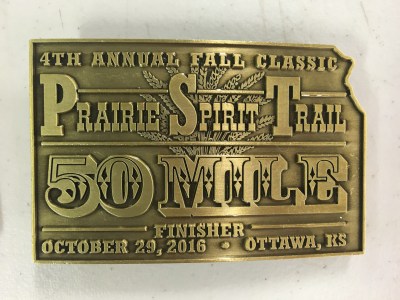 4TH ANNUAL FALL CLASSIC
PRAIRIE SPIRIT TRAIL
50 MILE
FINISHER
OCTOBER 29, 2016 • OTTAWA, KS